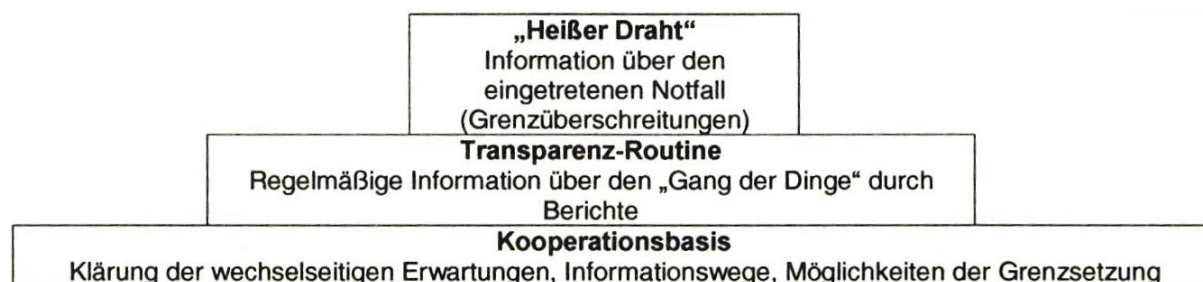 „Heißer Draht“
Information über den
eingetretenen Notfall
(Grenzüberschreitungen)
Transparenz-Routine
Regelmäßige Information über den „Gang der Dinge“ durch
Berichte
Kooperationsbasis
Klärung der wechselseitigen Erwartungen, Informationswege, Möglichkeiten der Grenzsetzung